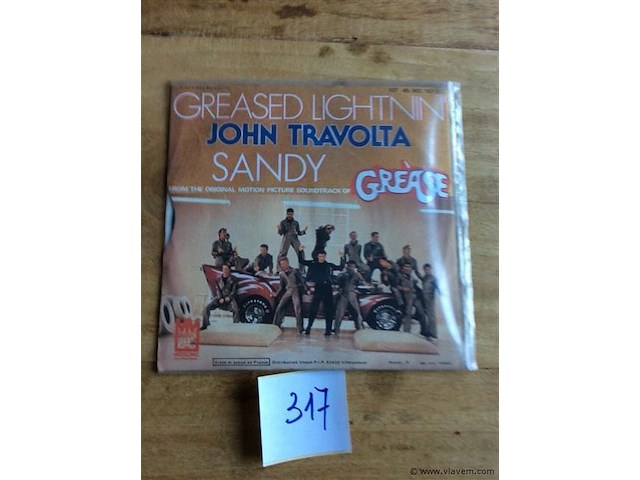 GREASED LIGHTNIN'
JOHN TRAVOLTA
SANDY
FROM THE ORIGINAL MOTION PICTURE SOUNDTRACK OF
GREASE
317
© www.vlavem.com